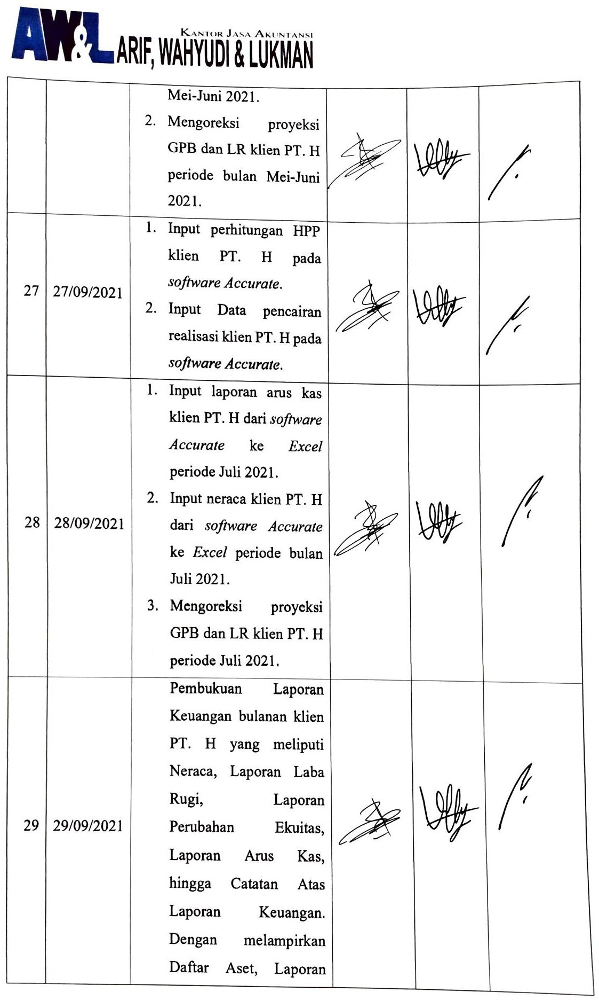 AW&L
KANTOR JASA AKUNTANSI
ARIF, WAHYUDI & LUKMAN
Mei-Juni 2021.
2. Mengoreksi proyeksi
GPB dan LR klien PT. H
periode bulan Mei-Juni
2021.
1. Input perhitungan HPP
klien PT. H pada
software Accurate.
27 27/09/2021
2. Input Data pencairan
realisasi klien PT. H pada
software Accurate.
1. Input laporan arus kas
klien PT. H dari software
Accurate ke Excel
periode Juli 2021.
2. Input neraca klien PT. H
28 28/09/2021
dari software Accurate
ke Excel periode bulan
Juli 2021.
3. Mengoreksi proyeksi
GPB dan LR klien PT. H
periode Juli 2021.
Pembukuan Laporan
Keuangan bulanan klien
PT. H yang meliputi
Neraca, Laporan Laba
Rugi, Laporan
29 29/09/2021
Perubahan Ekuitas,
Laporan Arus Kas,
hingga Catatan Atas
Laporan Keuangan.
Dengan melampirkan
Daftar Aset, Laporan